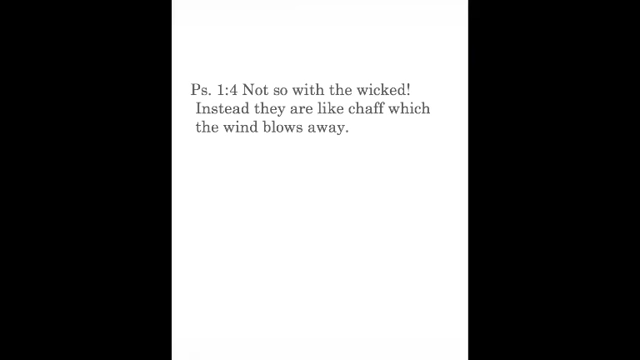 Ps. 1:4 Not so with the wicked!
Instead they are like chaff which
the wind blows away.